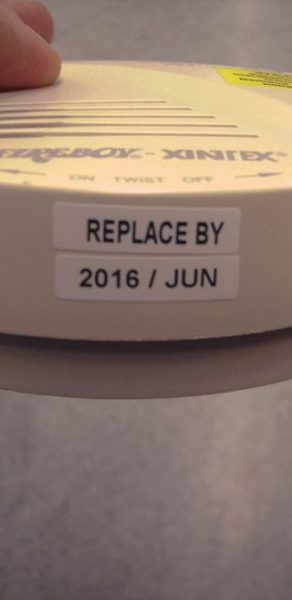 FIREBOY - XINTEX®
ON TWIST OFF
REPLACE BY
2016 / JUN